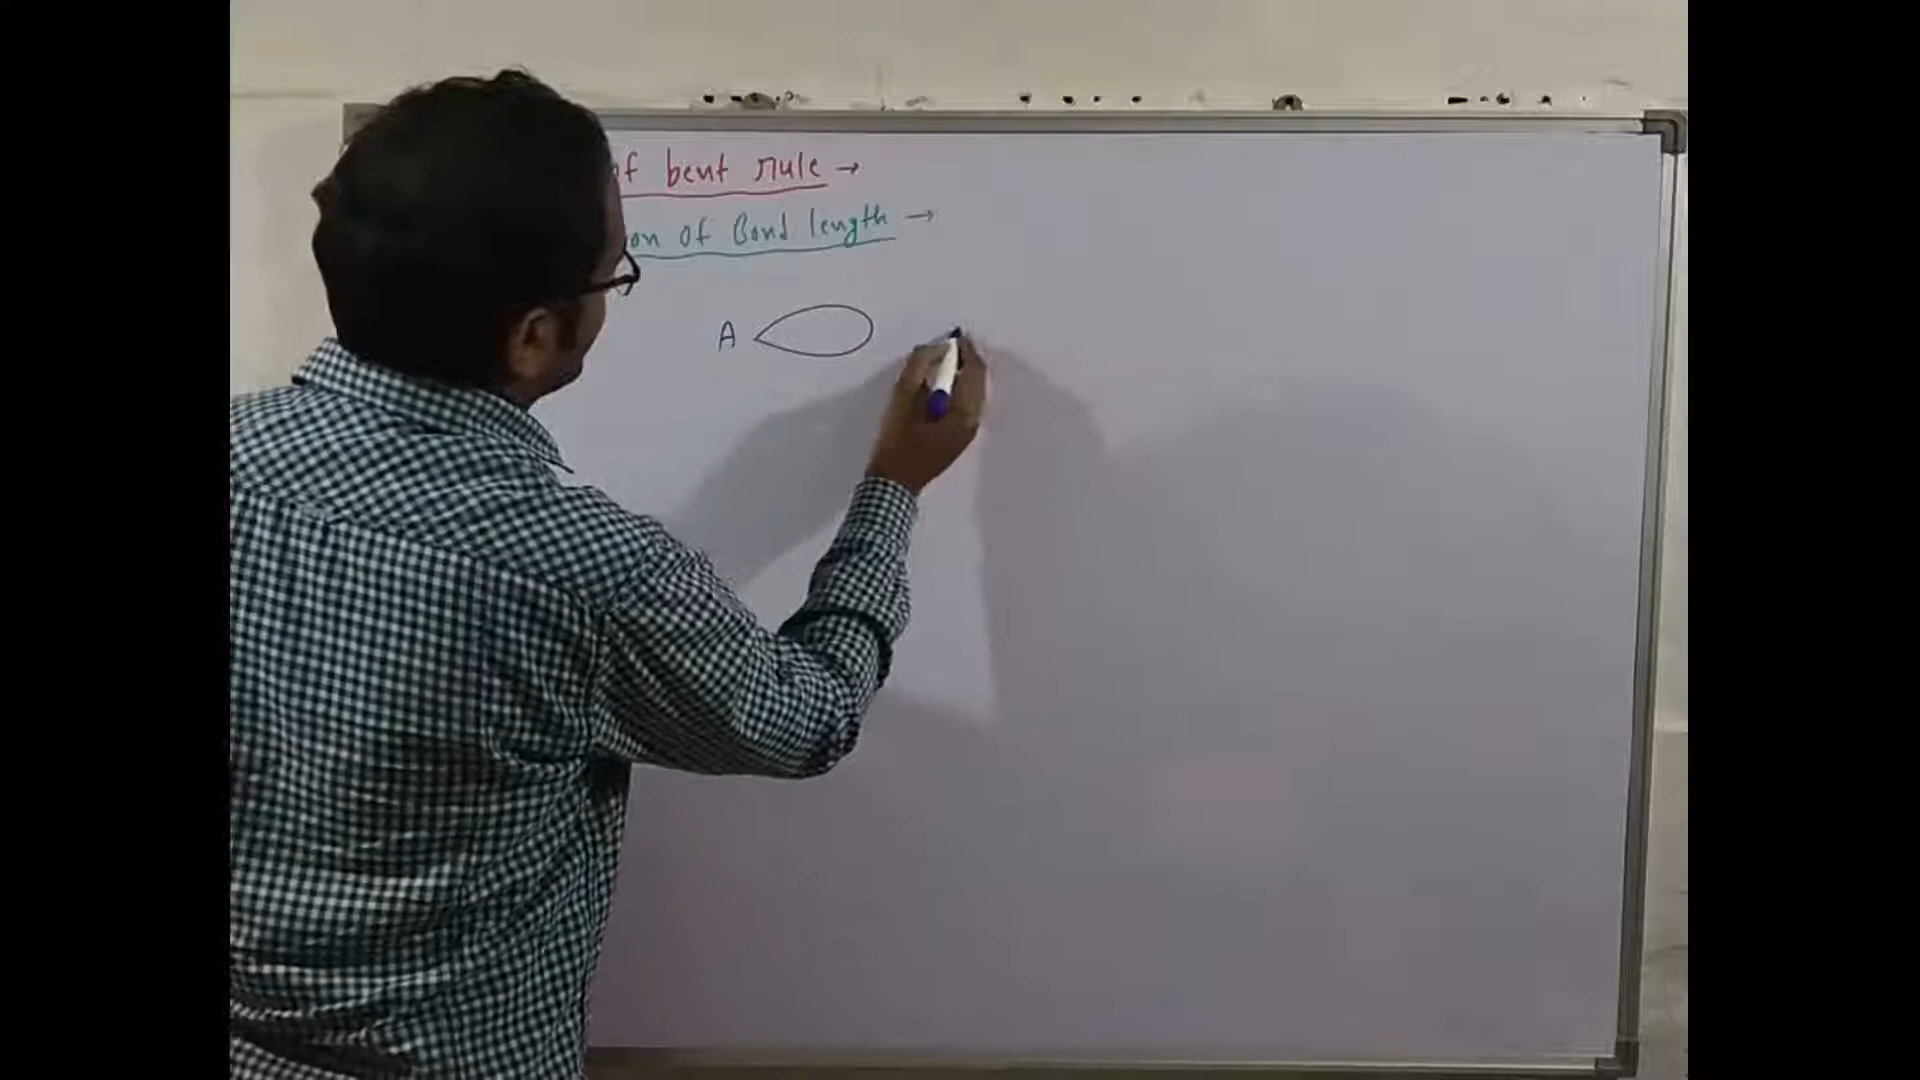 of bent rule →
on of Bond length →
A